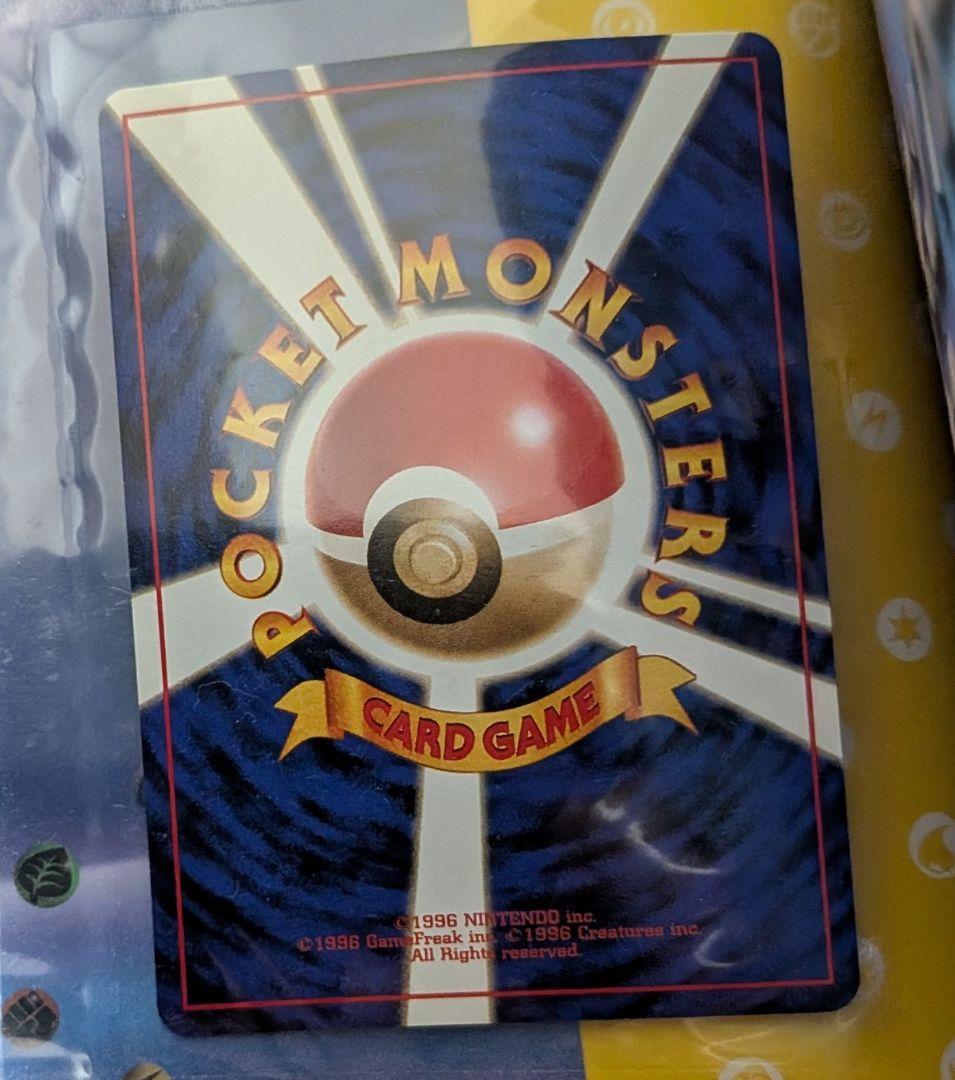 POCKET MONSTERS
CARD GAME
©1996 NINTENDO inc.
©1996 GameFreak inc. ©1996 Creatures inc.
All Rights reserved.